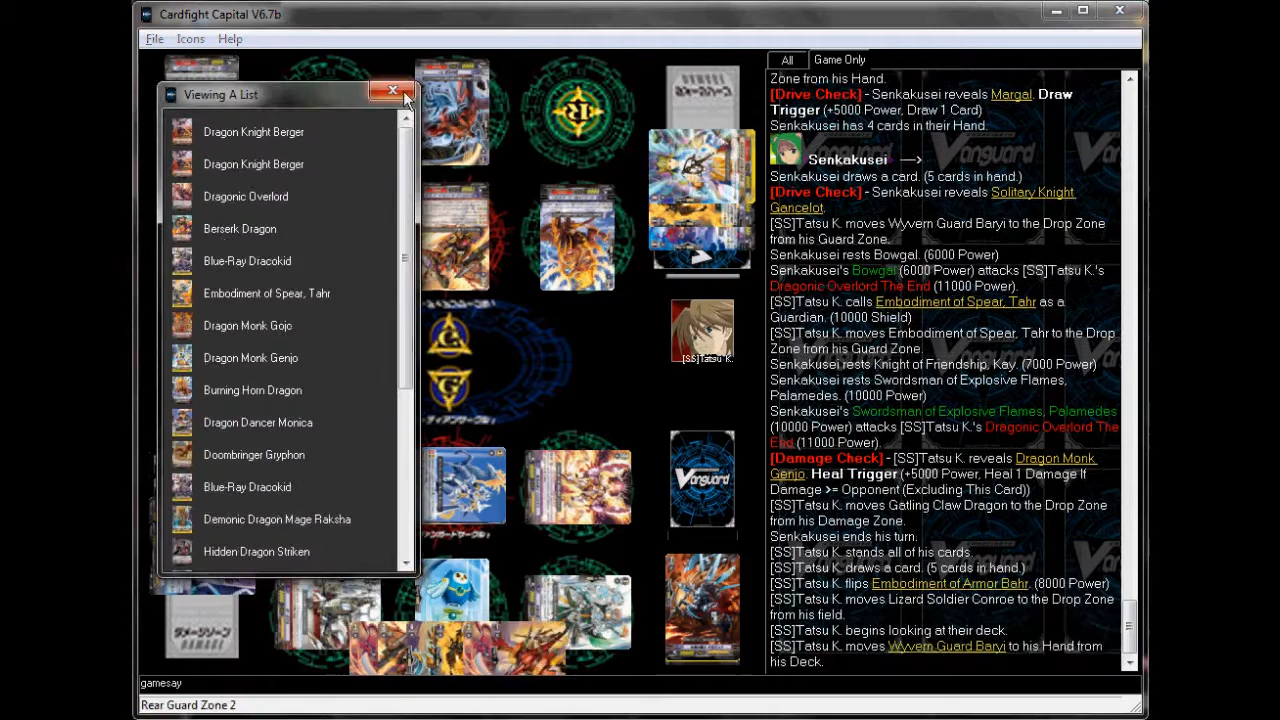 Cardfight Capital V6.7b
File Icons Help
Viewing A List
Dragon Knight Berger
Dragon Knight Berger
Dragonic Overlord
Berserk Dragon
Blue-Ray Dracokid
Embodiment of Spear, Tahr
Dragon Monk Gojo
Dragon Monk Genjo
Burning Horn Dragon
Dragon Dancer Monica
Doombringer Gryphon
Blue-Ray Dracokid
Demonic Dragon Mage Raksha
Hidden Dragon Striken
[SS]Tatsu K.
Vanguard
All Game Only
Zone from his Hand.
[Drive Check] - Senkakusei reveals Margal. Draw
Trigger (+5000 Power, Draw 1 Card)
Senkakusei has 4 cards in their Hand.
Senkakusei —>
Senkakusei draws a card. (5 cards in hand.)
[Drive Check] - Senkakusei reveals Solitary Knight
Gancelot.
[SS]Tatsu K. moves Wyvern Guard Baryi to the Drop Zone
from his Guard Zone.
Senkakusei rests Bowgal. (6000 Power)
Senkakusei's Bowgal (6000 Power) attacks [SS]Tatsu K.'s
Dragonic Overlord The End (11000 Power).
[SS]Tatsu K. calls Embodiment of Spear, Tahr as a
Guardian. (10000 Shield)
[SS]Tatsu K. moves Embodiment of Spear, Tahr to the Drop
Zone from his Guard Zone.
Senkakusei rests Knight of Friendship, Kay. (7000 Power)
Senkakusei rests Swordsman of Explosive Flames,
Palamedes. (10000 Power)
Senkakusei's Swordsman of Explosive Flames, Palamedes
(10000 Power) attacks [SS]Tatsu K.'s Dragonic Overlord The
End (11000 Power).
[Damage Check] - [SS]Tatsu K. reveals Dragon Monk
Genjo. Heal Trigger (+5000 Power, Heal 1 Damage If
Damage >= Opponent (Excluding This Card))
[SS]Tatsu K. moves Gatling Claw Dragon to the Drop Zone
from his Damage Zone.
Senkakusei ends his turn.
[SS]Tatsu K. stands all of his cards.
[SS]Tatsu K. draws a card. (5 cards in hand.)
[SS]Tatsu K. flips Embodiment of Armor Bahr. (8000 Power)
[SS]Tatsu K. moves Lizard Soldier Conroe to the Drop Zone
from his field.
[SS]Tatsu K. begins looking at their deck.
[SS]Tatsu K. moves Wyvern Guard Baryi to his Hand from
his Deck.
gamesay
Rear Guard Zone 2